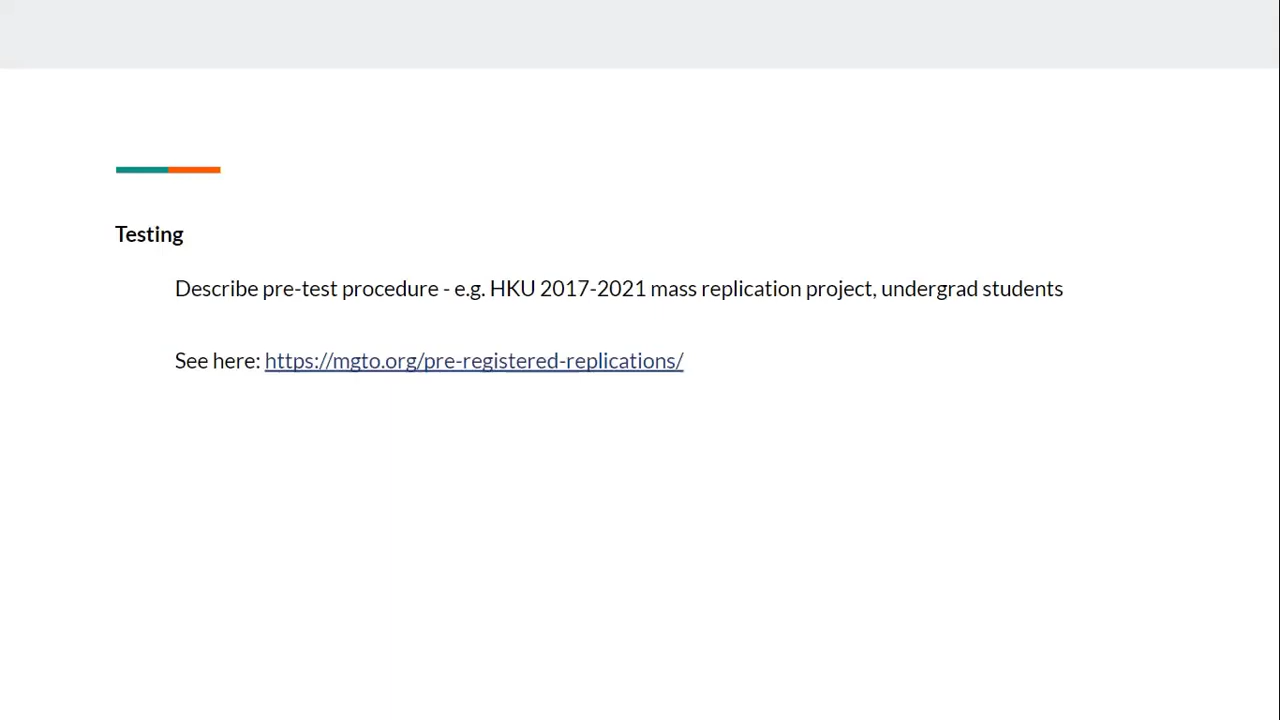 Testing
Describe pre-test procedure - e.g. HKU 2017-2021 mass replication project, undergrad students
See here: https://mgto.org/pre-registered-replications/